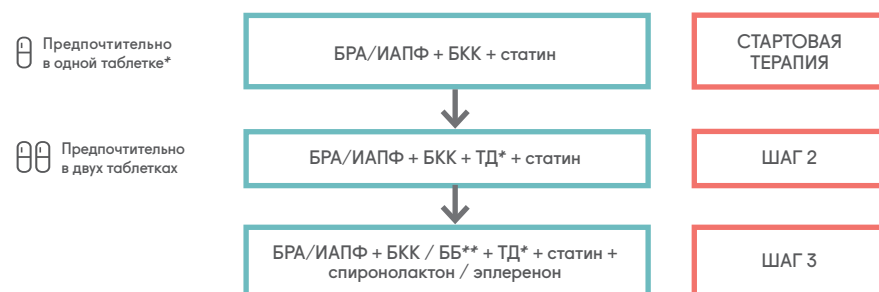 Предпочтительно
в одной таблетке*
БРА/ИАПФ + БКК + статин
СТАРТОВАЯ
ТЕРАПИЯ
Предпочтительно
в двух таблетках
БРА/ИАПФ + БКК + ТД* + статин
ШАГ 2
БРА/ИАПФ + БКК / ББ** + ТД* + статин +
спиронолактон / эплеренон
ШАГ 3